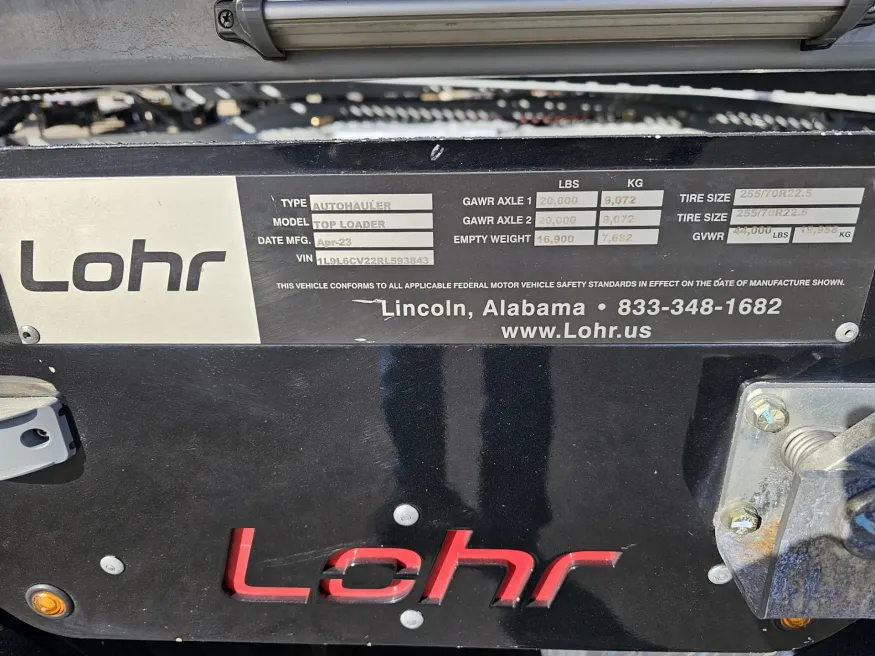 Lohr
TYPE AUTOHAULER
MODEL TOP LOADER
DATE MFG. Apr-23
VIN 1L9L6CV22RL593843
LBS KG
GAWR AXLE 1 20,000 9,072
GAWR AXLE 2 20,000 9,072
EMPTY WEIGHT 16,900 7,682
TIRE SIZE 255/70R22.5
TIRE SIZE 255/70R22.5
GVWR 44,000 LBS 19,958 KG
THIS VEHICLE CONFORMS TO ALL APPLICABLE FEDERAL MOTOR VEHICLE SAFETY STANDARDS IN EFFECT ON THE DATE OF MANUFACTURE SHOWN.
Lincoln, Alabama • 833-348-1682
www.Lohr.us
Lohr